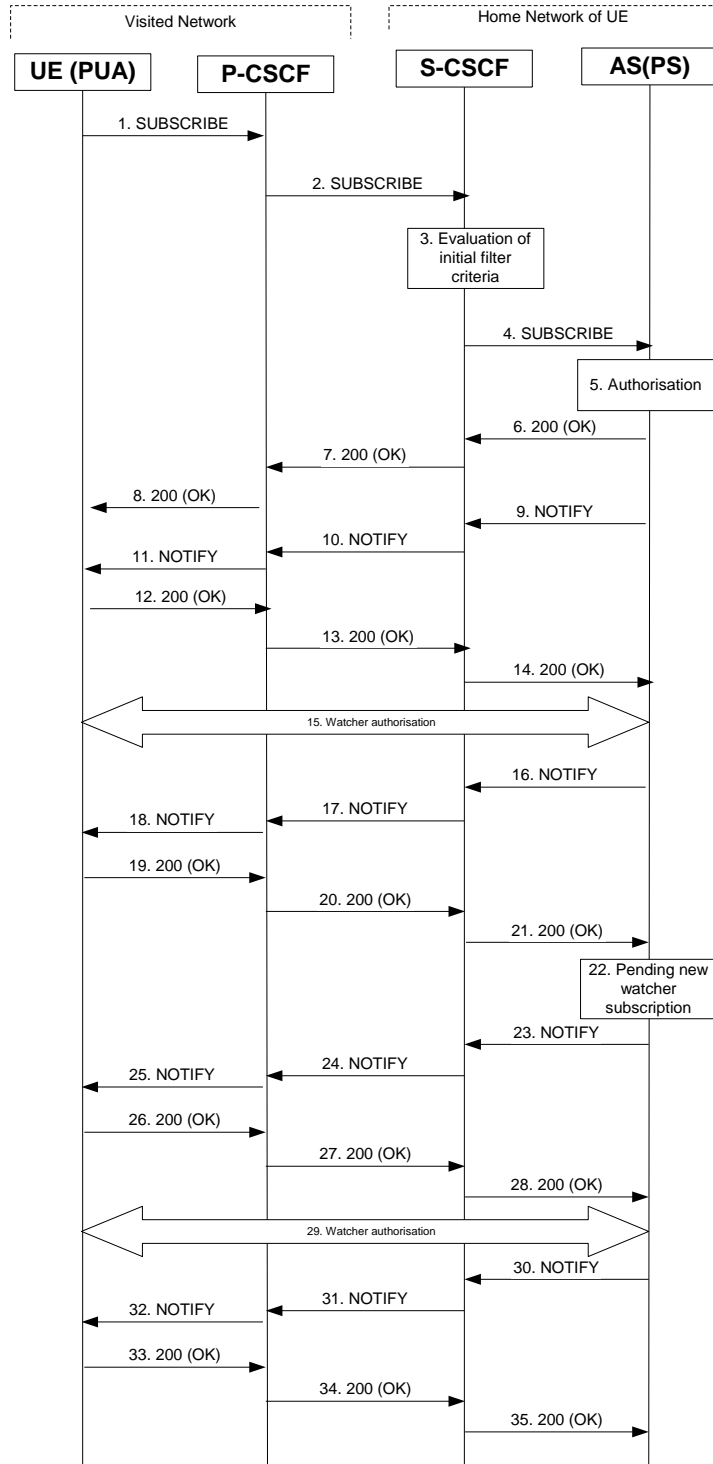 Visited Network
Home Network of UE
UE (PUA)
P-CSCF
S-CSCF
AS(PS)
1. SUBSCRIBE
2. SUBSCRIBE
3. Evaluation of
initial filter
criteria
4. SUBSCRIBE
5. Authorisation
6. 200 (OK)
7. 200 (OK)
8. 200 (OK)
9. NOTIFY
10. NOTIFY
11. NOTIFY
12. 200 (OK)
13. 200 (OK)
14. 200 (OK)
15. Watcher authorisation
16. NOTIFY
17. NOTIFY
18. NOTIFY
19. 200 (OK)
20. 200 (OK)
21. 200 (OK)
22. Pending new
watcher
subscription
23. NOTIFY
24. NOTIFY
25. NOTIFY
26. 200 (OK)
27. 200 (OK)
28. 200 (OK)
29. Watcher authorisation
30. NOTIFY
31. NOTIFY
32. NOTIFY
33. 200 (OK)
34. 200 (OK)
35. 200 (OK)